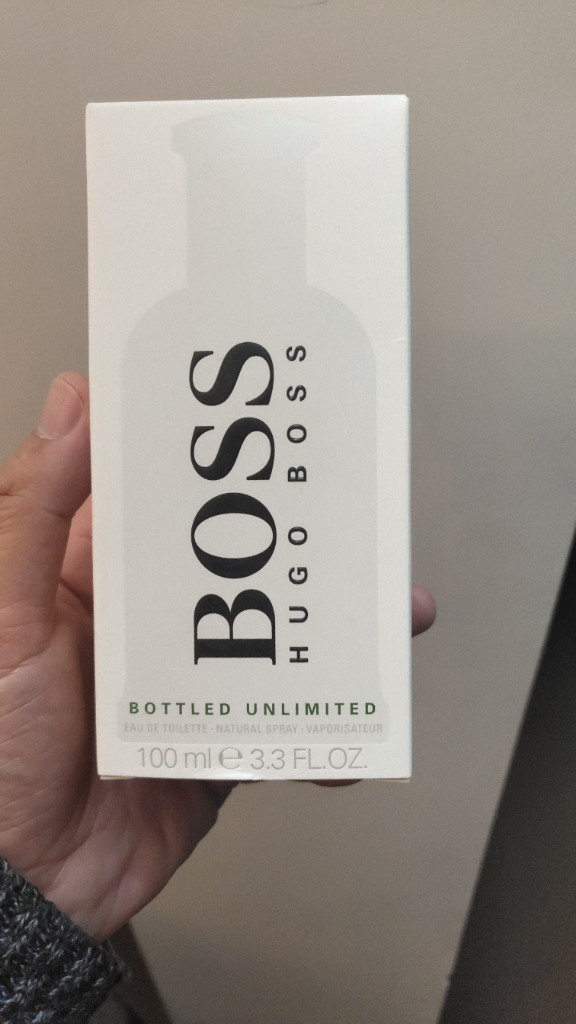 BOSS
HUGO BOSS
BOTTLED UNLIMITED
EAU DE TOILETTE · NATURAL SPRAY · VAPORISATEUR
100 ml ℮ 3.3 FL.OZ.